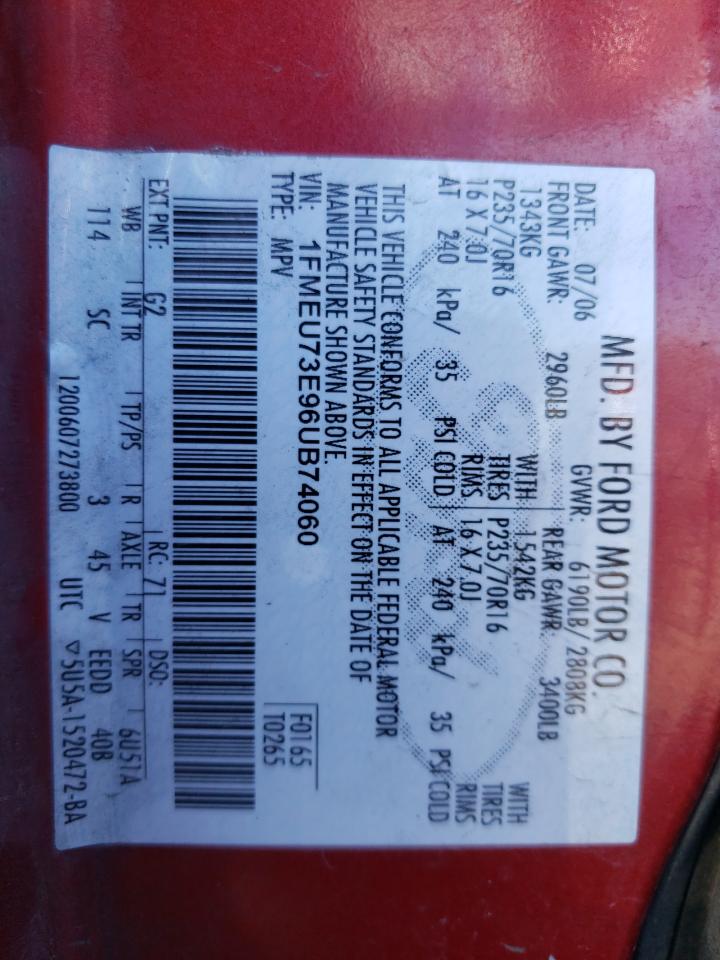 MFD. BY FORD MOTOR CO.
DATE: 07/06 GVWR: 6190LB/ 2808KG
FRONT GAWR: 2960LB REAR GAWR: 3400LB
1343KG WITH 1542KG WITH
P235/70R16 TIRES P235/70R16 TIRES
16 X 7.0J RIMS 16 X 7.0J RIMS
AT 240 kPa/ 35 PSI COLD AT 240 kPa/ 35 PSI COLD
THIS VEHICLE CONFORMS TO ALL APPLICABLE FEDERAL MOTOR
VEHICLE SAFETY STANDARDS IN EFFECT ON THE DATE OF
MANUFACTURE SHOWN ABOVE.
VIN: 1FMEU73E96UB74060
TYPE: MPV
F0165
T0265
EXT PNT: G2 RC: 71 DSO:
WB INT TR TP/PS R AXLE TR SPR 6U51A
114 SC 3 45 V EEDD 40B
1200607273800 UTC ▽5U5A-1520472-BA